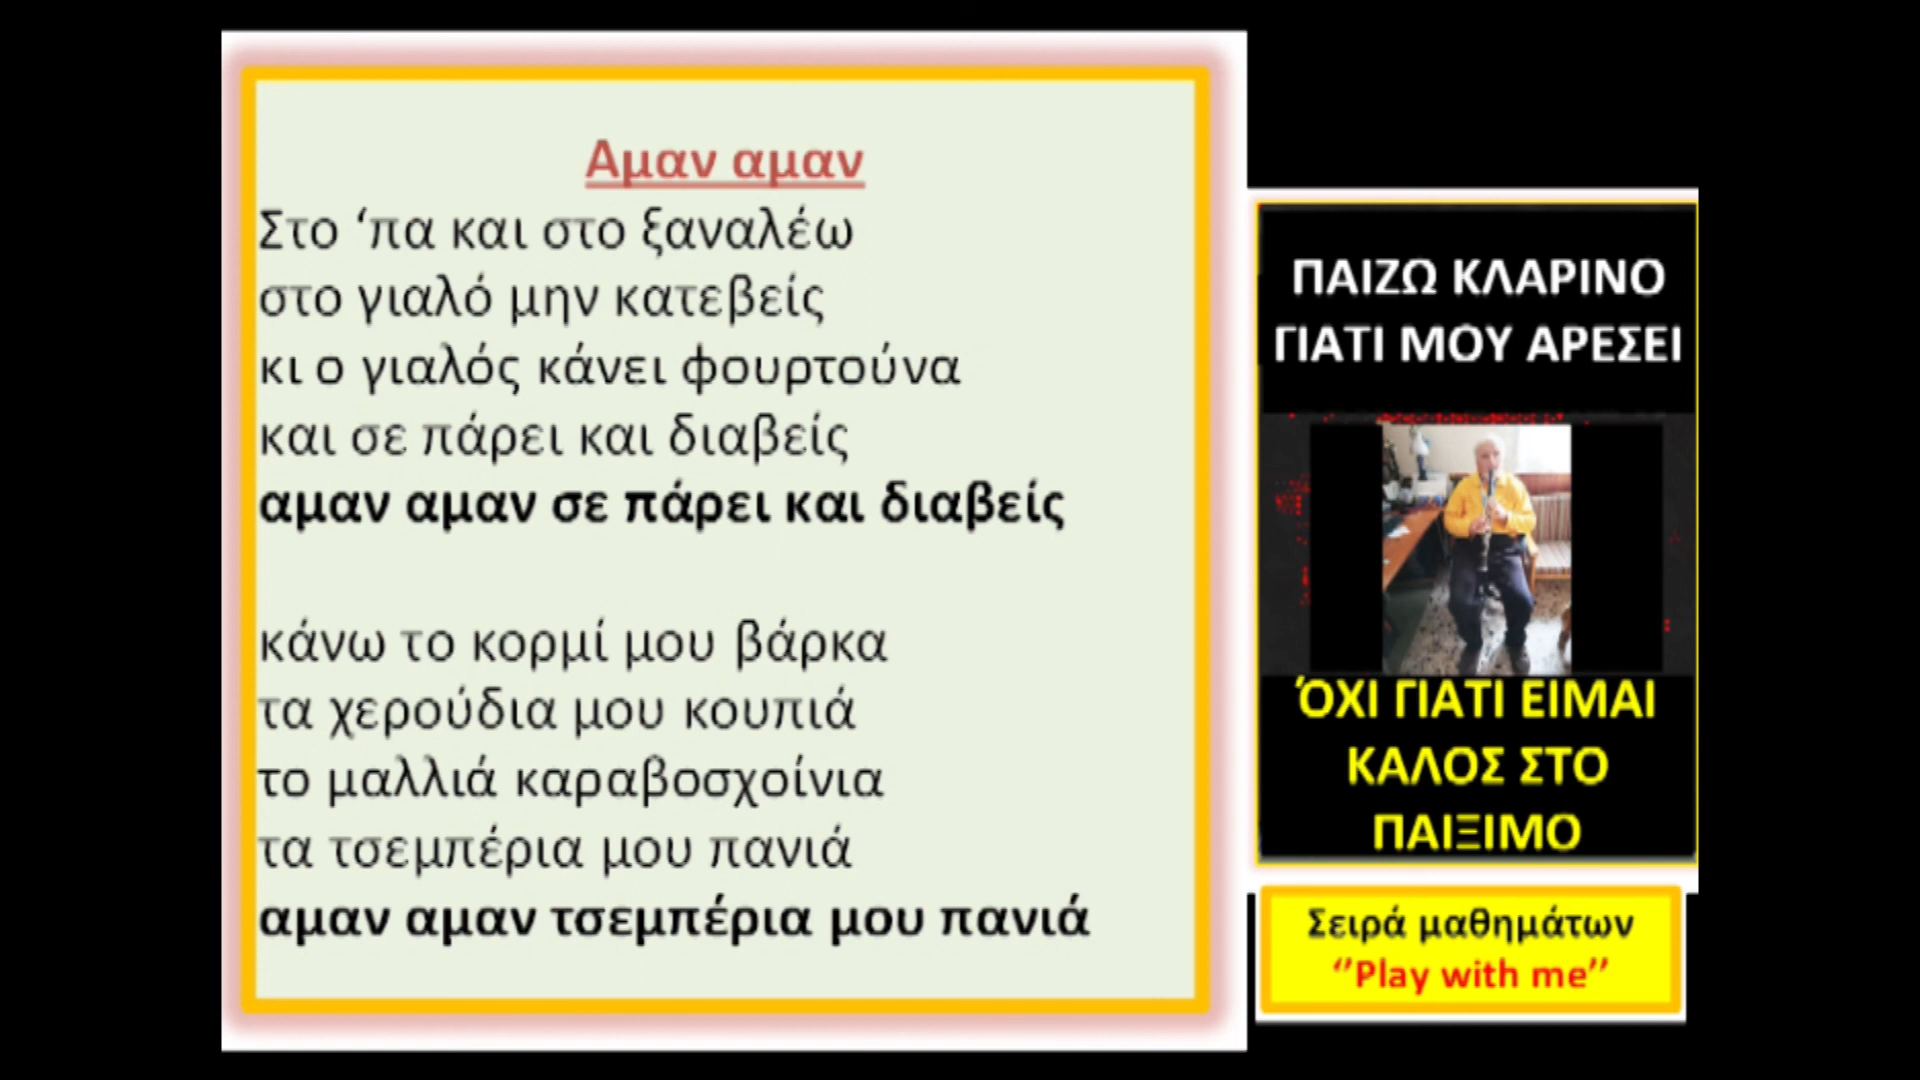 Αμαν αμαν
Στο ‘πα και στο ξαναλέω
στο γιαλό μην κατεβείς
κι ο γιαλός κάνει φουρτούνα
και σε πάρει και διαβείς
αμαν αμαν σε πάρει και διαβείς
κάνω το κορμί μου βάρκα
τα χερούδια μου κουπιά
το μαλλιά καραβοσχοίνια
τα τσεμπέρια μου πανιά
αμαν αμαν τσεμπέρια μου πανιά
ΠΑΙΖΩ ΚΛΑΡΙΝΟ
ΓΙΑΤΙ ΜΟΥ ΑΡΕΣΕΙ
ΌΧΙ ΓΙΑΤΙ ΕΙΜΑΙ
ΚΑΛΟΣ ΣΤΟ
ΠΑΙΞΙΜΟ
Σειρά μαθημάτων
‘’Play with me’’